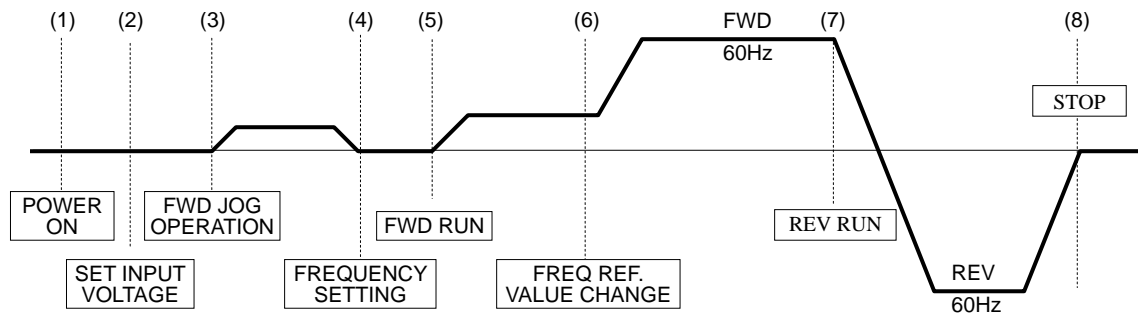 (1)
(2)
(3)
(4)
(5)
(6)
FWD
60Hz
(7)
(8)
STOP
POWER
ON
FWD JOG
OPERATION
FWD RUN
REV RUN
SET INPUT
VOLTAGE
FREQUENCY
SETTING
FREQ REF.
VALUE CHANGE
REV
60Hz